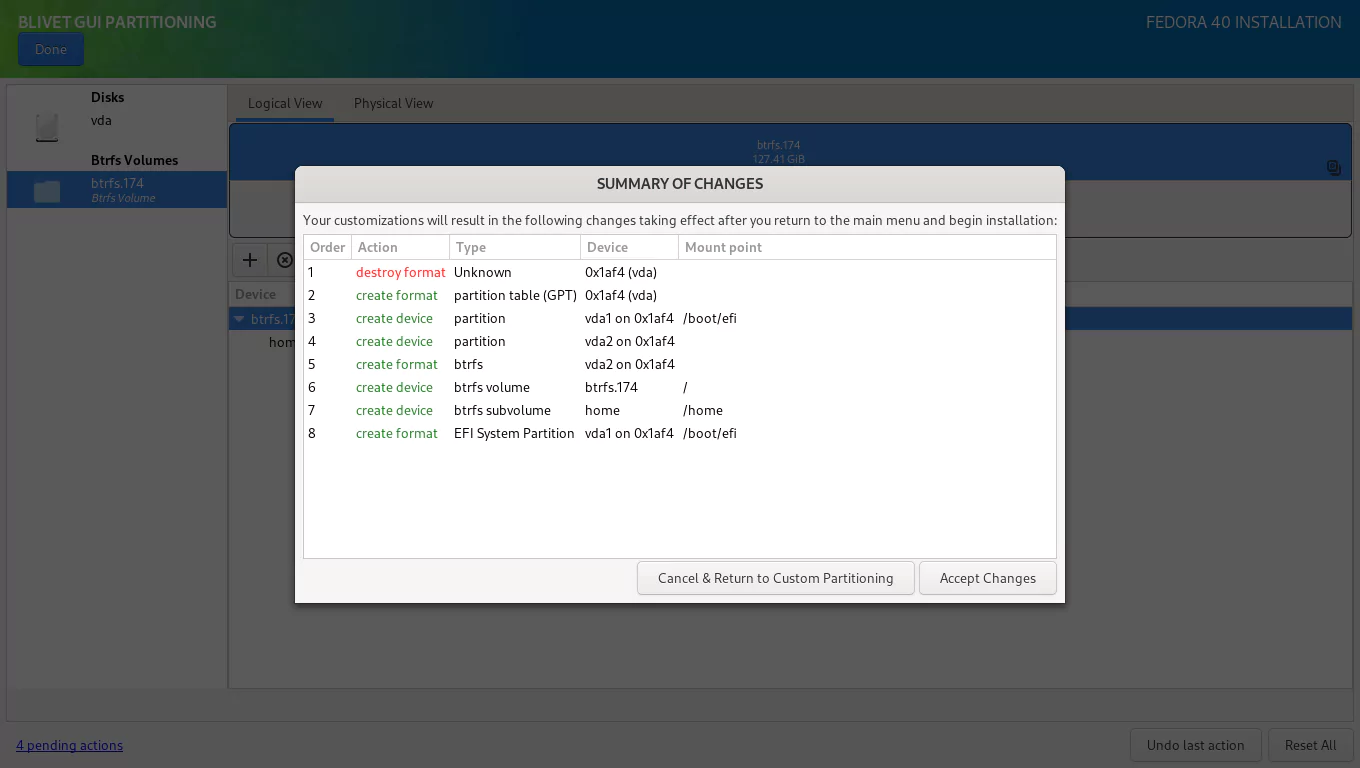 BLIVET GUI PARTITIONING
FEDORA 40 INSTALLATION
Done
Disks
vda
Btrfs Volumes
btrfs.174
Btrfs Volume
Logical View Physical View
btrfs.174
127.41 GiB
SUMMARY OF CHANGES
Your customizations will result in the following changes taking effect after you return to the main menu and begin installation:
Order Action Type Device Mount point
1 destroy format Unknown 0x1af4 (vda)
2 create format partition table (GPT) 0x1af4 (vda)
3 create device partition vda1 on 0x1af4 /boot/efi
4 create device partition vda2 on 0x1af4
5 create format btrfs vda2 on 0x1af4
6 create device btrfs volume btrfs.174 /
7 create device btrfs subvolume home /home
8 create format EFI System Partition vda1 on 0x1af4 /boot/efi
Cancel & Return to Custom Partitioning Accept Changes
Device
btrfs.17
hom
4 pending actions
Undo last action Reset All